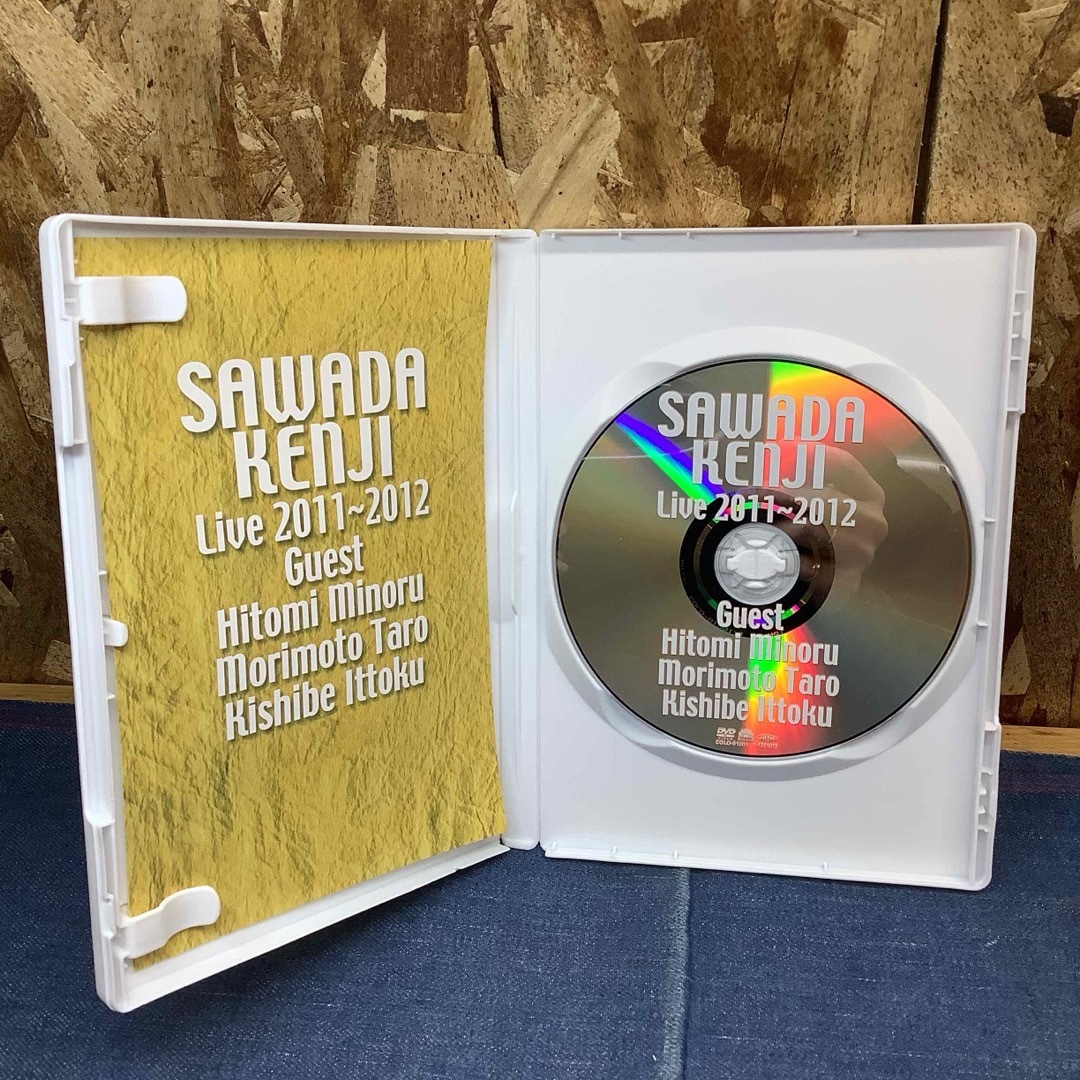 SAWADA
KENJI
Live 2011~2012
Guest
Hitomi Minoru
Morimoto Taro
Kishibe Ittoku
SAWADA
KENJI
Live 2011~2012
Guest
Hitomi Minoru
Morimoto Taro
Kishibe Ittoku
DVD